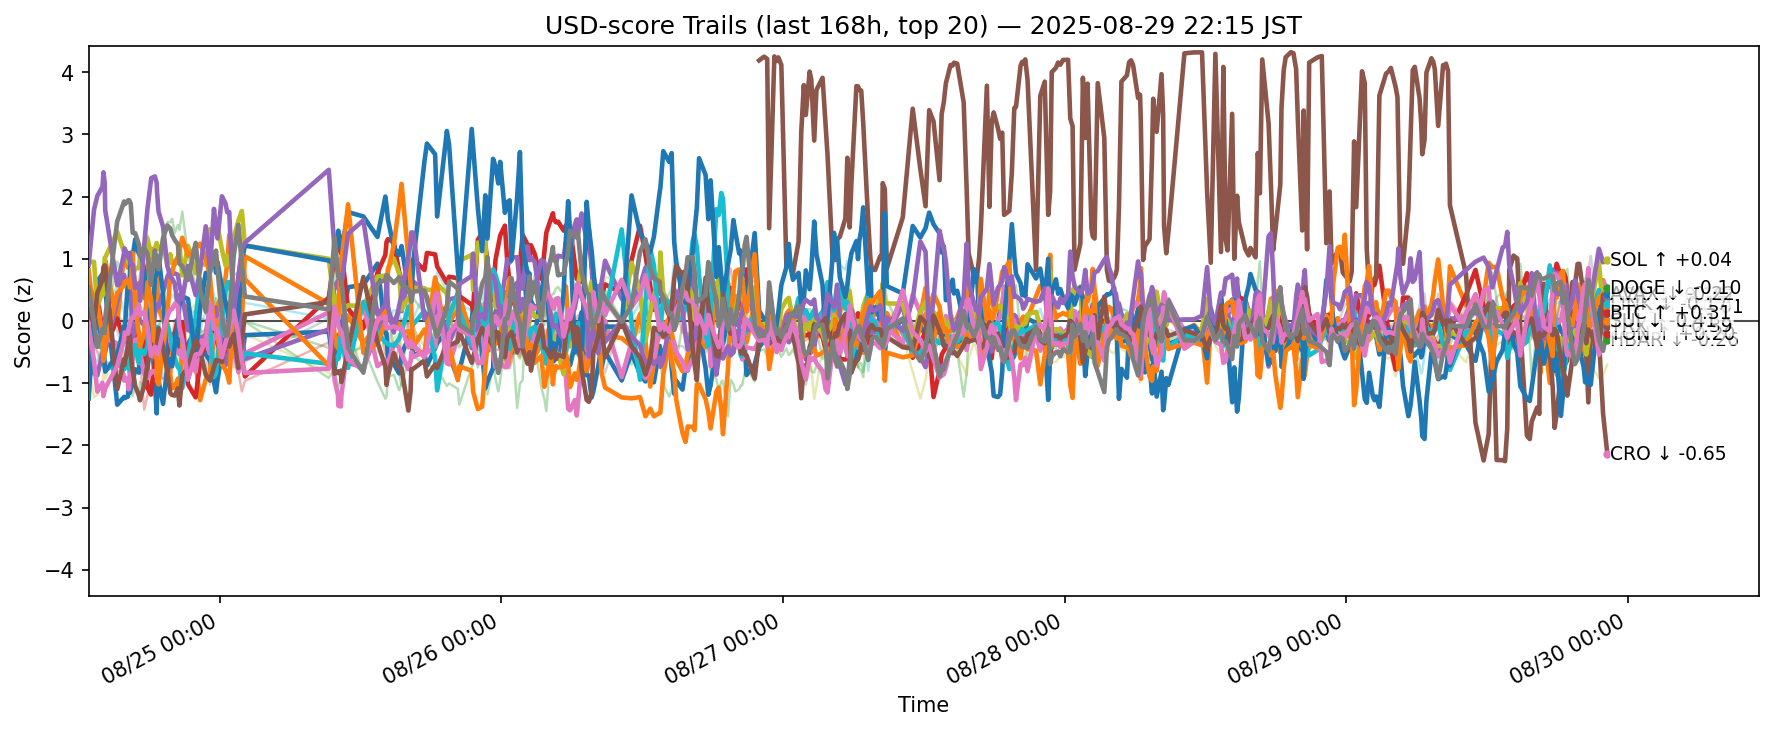 USD-score Trails (last 168h, top 20) — 2025-08-29 22:15 JST
Score (z)
4
3
2
1
0
−1
−2
−3
−4
SOL ↑ +0.04
DOGE ↓ -0.10
BTC ↑ +0.31
HBAR ↓ -0.26
CRO ↓ -0.65
08/25 00:00
08/26 00:00
08/27 00:00
08/28 00:00
08/29 00:00
08/30 00:00
Time